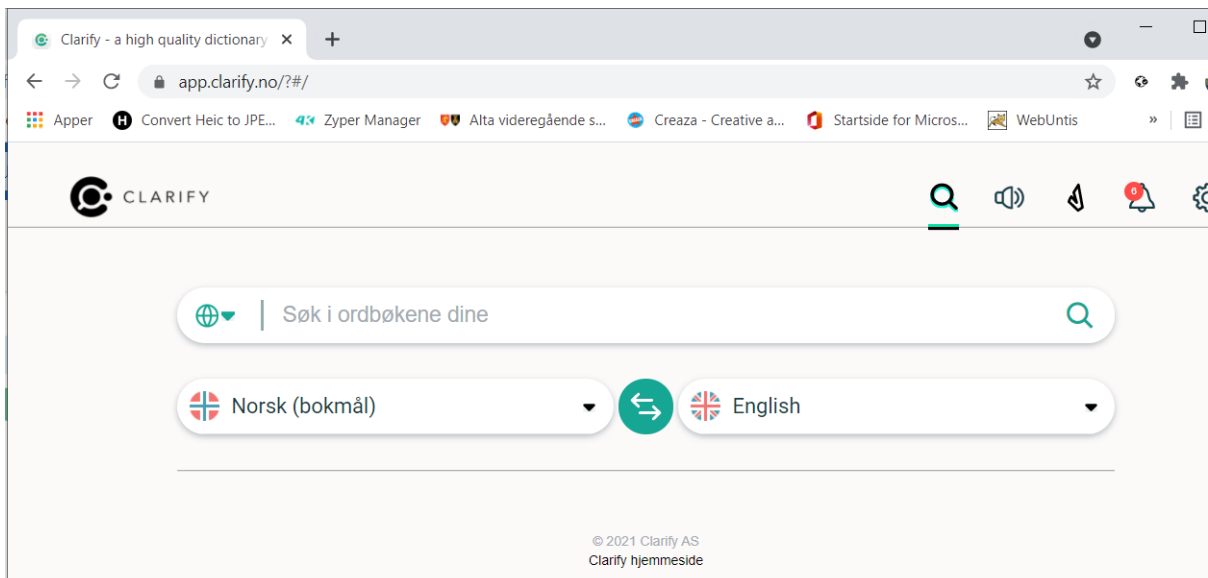 Clarify - a high quality dictionary
app.clarify.no/?#/
Apper Convert Heic to JPE... Zyper Manager Alta videregående s... Creaza - Creative a... Startside for Micros... WebUntis »
CLARIFY
6
Søk i ordbøkene dine
Norsk (bokmål) English
© 2021 Clarify AS
Clarify hjemmeside